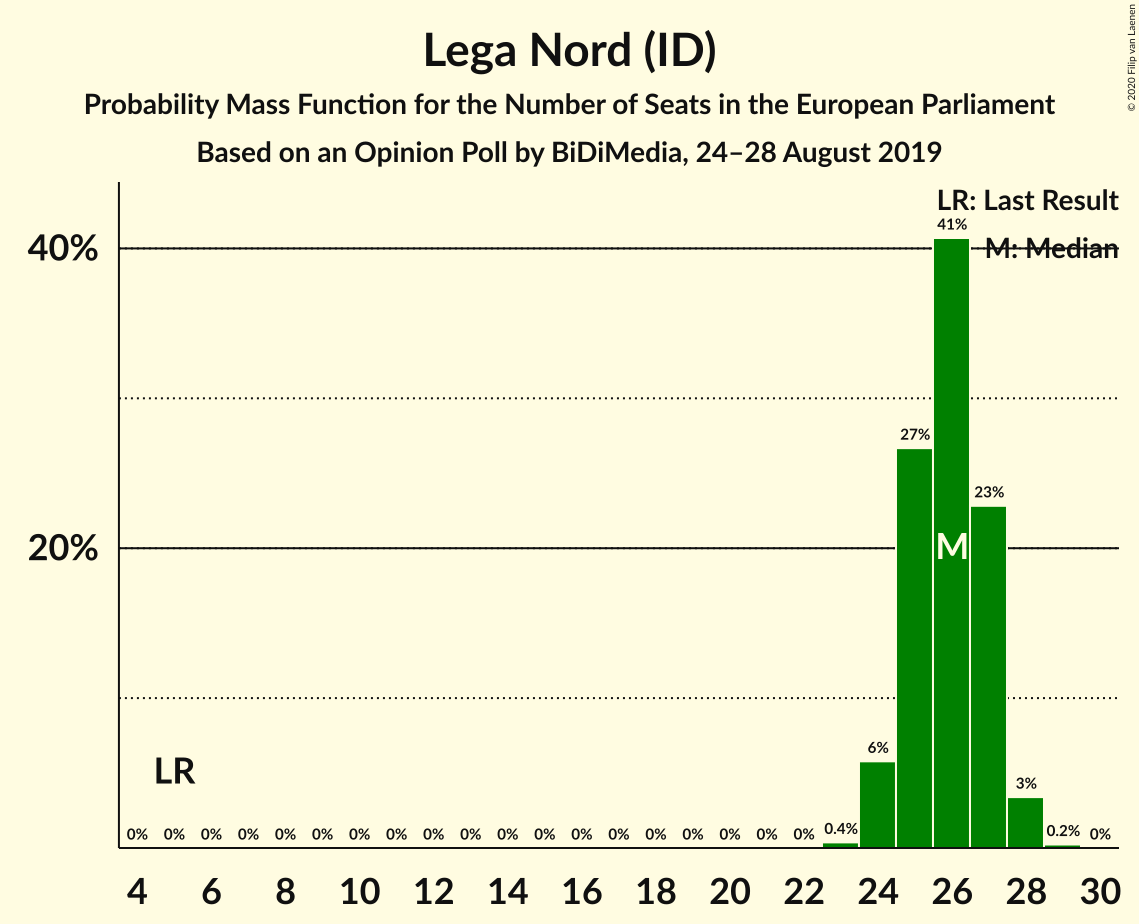 Lega Nord (ID)
Probability Mass Function for the Number of Seats in the European Parliament
Based on an Opinion Poll by BiDiMedia, 24–28 August 2019
© 2020 Filip van Laenen
LR: Last Result
M: Median
40%
20%
41%
27%
23%
M
6%
3%
LR
0% 0% 0% 0% 0% 0% 0% 0% 0% 0% 0% 0% 0% 0% 0% 0% 0% 0% 0% 0.4% 0.2% 0%
4 6 8 10 12 14 16 18 20 22 24 26 28 30